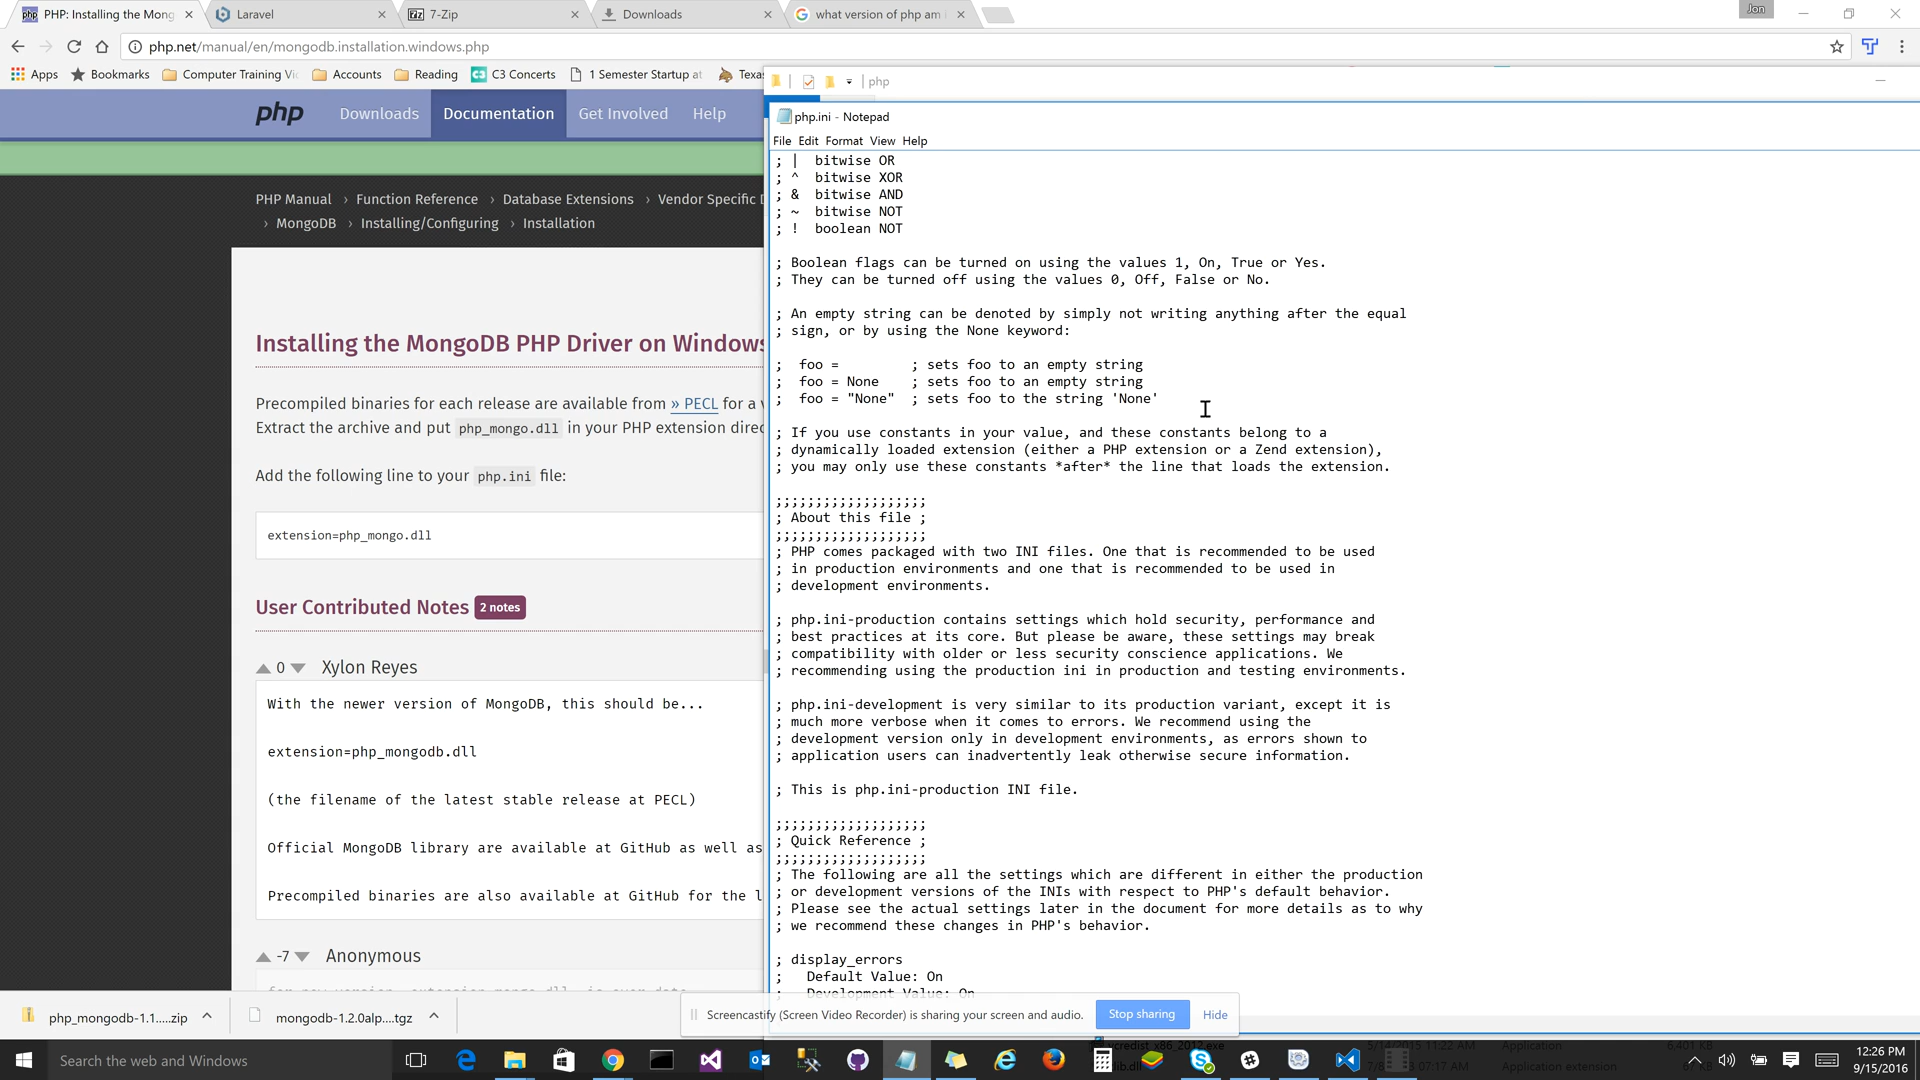 PHP: Installing the Mong
Laravel
7-Zip
Downloads
what version of php am
Jon
php.net/manual/en/mongodb.installation.windows.php
Apps
Bookmarks
Computer Training Vi
Accounts
Reading
C3 Concerts
1 Semester Startup at
Texas
php
Downloads
Documentation
Get Involved
Help
PHP Manual › Function Reference › Database Extensions › Vendor Specific D
› MongoDB › Installing/Configuring › Installation
Installing the MongoDB PHP Driver on Windows
Precompiled binaries for each release are available from » PECL for a v
Extract the archive and put php_mongo.dll in your PHP extension direc
Add the following line to your php.ini file:
extension=php_mongo.dll
User Contributed Notes 2 notes
0 Xylon Reyes
With the newer version of MongoDB, this should be...
extension=php_mongodb.dll
(the filename of the latest stable release at PECL)
Official MongoDB library are available at GitHub as well as
Precompiled binaries are also available at GitHub for the l
-7 Anonymous
php
php.ini - Notepad
File Edit Format View Help
; | bitwise OR
; ^ bitwise XOR
; & bitwise AND
; ~ bitwise NOT
; ! boolean NOT
; Boolean flags can be turned on using the values 1, On, True or Yes.
; They can be turned off using the values 0, Off, False or No.
; An empty string can be denoted by simply not writing anything after the equal
; sign, or by using the None keyword:
; foo = ; sets foo to an empty string
; foo = None ; sets foo to an empty string
; foo = "None" ; sets foo to the string 'None'
; If you use constants in your value, and these constants belong to a
; dynamically loaded extension (either a PHP extension or a Zend extension),
; you may only use these constants *after* the line that loads the extension.
;;;;;;;;;;;;;;;;;;;
; About this file ;
;;;;;;;;;;;;;;;;;;;
; PHP comes packaged with two INI files. One that is recommended to be used
; in production environments and one that is recommended to be used in
; development environments.
; php.ini-production contains settings which hold security, performance and
; best practices at its core. But please be aware, these settings may break
; compatibility with older or less security conscience applications. We
; recommending using the production ini in production and testing environments.
; php.ini-development is very similar to its production variant, except it is
; much more verbose when it comes to errors. We recommend using the
; development version only in development environments, as errors shown to
; application users can inadvertently leak otherwise secure information.
; This is php.ini-production INI file.
;;;;;;;;;;;;;;;;;;;
; Quick Reference ;
;;;;;;;;;;;;;;;;;;;
; The following are all the settings which are different in either the production
; or development versions of the INIs with respect to PHP's default behavior.
; Please see the actual settings later in the document for more details as to why
; we recommend these changes in PHP's behavior.
; display_errors
; Default Value: On
; Development Value: On
php_mongodb-1.1.....zip
mongodb-1.2.0alp....tgz
Screencastify (Screen Video Recorder) is sharing your screen and audio.
Stop sharing
Hide
Search the web and Windows
12:26 PM
9/15/2016